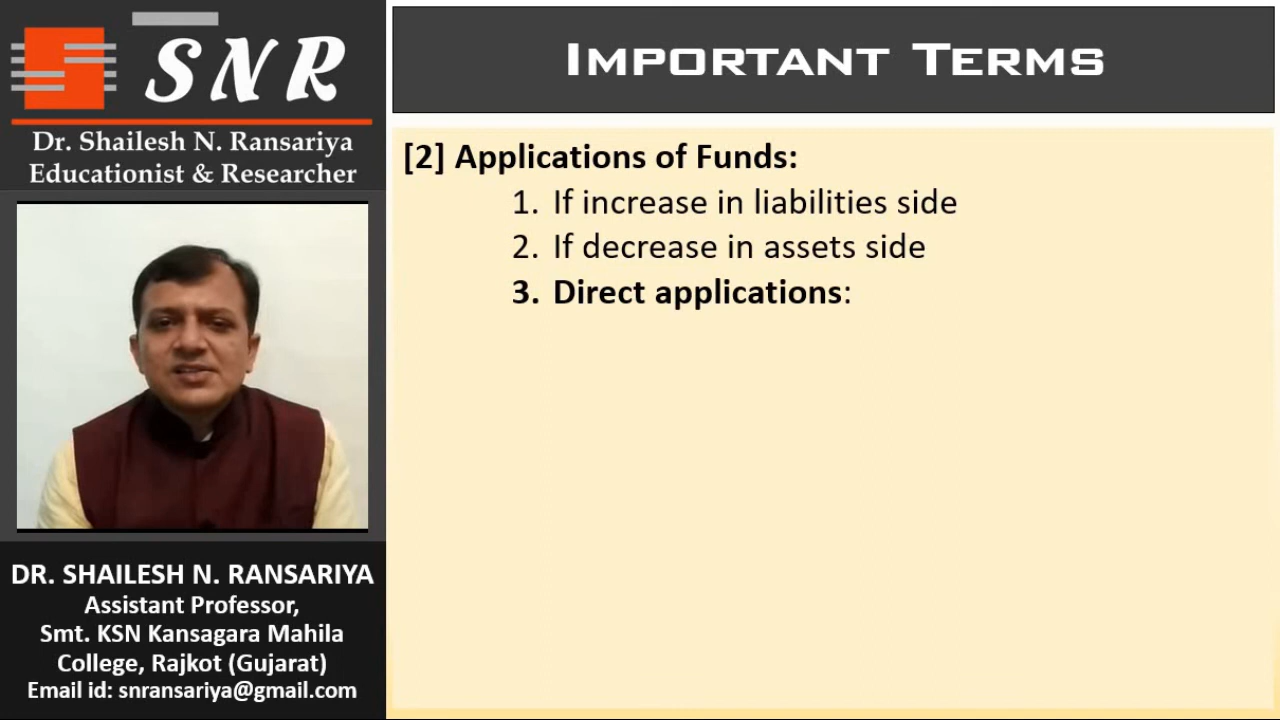 SNR
Dr. Shailesh N. Ransariya
Educationist & Researcher
DR. SHAILESH N. RANSARIYA
Assistant Professor,
Smt. KSN Kansagara Mahila
College, Rajkot (Gujarat)
Email id: snransariya@gmail.com
IMPORTANT TERMS
[2] Applications of Funds:
1. If increase in liabilities side
2. If decrease in assets side
3. Direct applications: